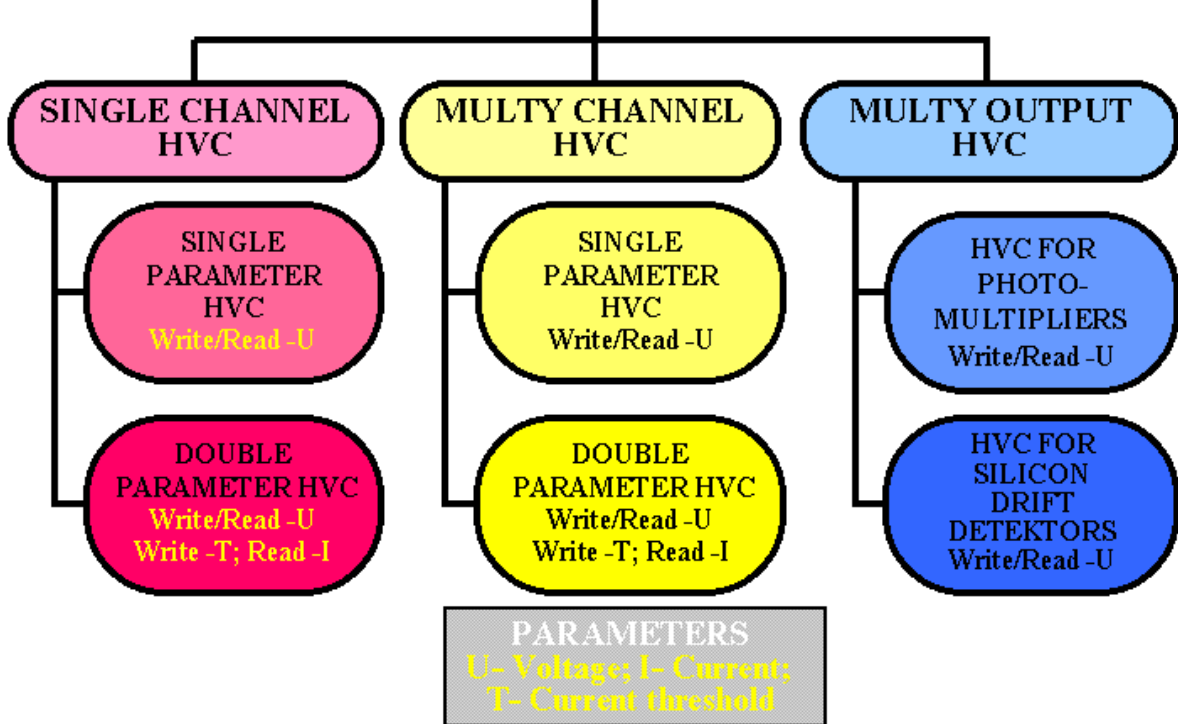 SINGLE CHANNEL
HVC
SINGLE
PARAMETER
HVC
Write/Read -U
DOUBLE
PARAMETER HVC
Write/Read -U
Write -T; Read -I
MULTY CHANNEL
HVC
SINGLE
PARAMETER
HVC
Write/Read -U
DOUBLE
PARAMETER HVC
Write/Read -U
Write -T; Read -I
MULTY OUTPUT
HVC
HVC FOR
PHOTO-
MULTIPLIERS
Write/Read -U
HVC FOR
SILICON
DRIFT
DETEKTORS
Write/Read -U
PARAMETERS
U- Voltage; I- Current;
T- Current threshold